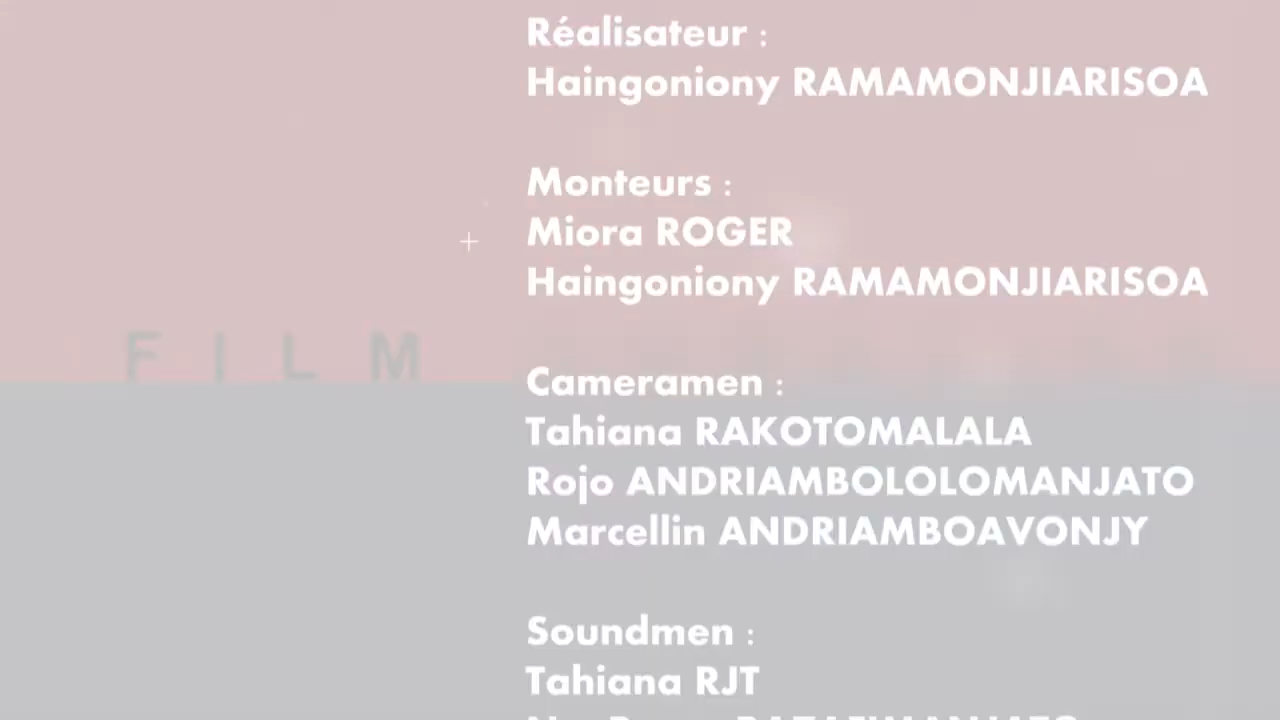 Réalisateur :
Haingoniony RAMAMONJIARISOA
Monteurs :
Miora ROGER
Haingoniony RAMAMONJIARISOA
FILM
Cameramen :
Tahiana RAKOTOMALALA
Rojo ANDRIAMBOLOLOMANJATO
Marcellin ANDRIAMBOAVONJY
Soundmen :
Tahiana RJT